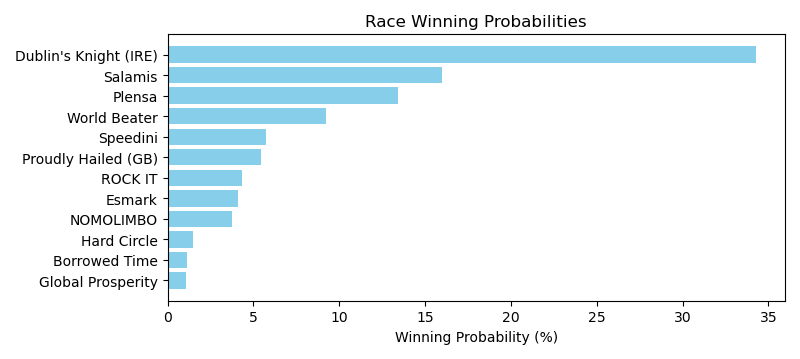 Race Winning Probabilities
Dublin's Knight (IRE)
Salamis
Plensa
World Beater
Speedini
Proudly Hailed (GB)
ROCK IT
Esmark
NOMOLIMBO
Hard Circle
Borrowed Time
Global Prosperity
0 5 10 15 20 25 30 35
Winning Probability (%)